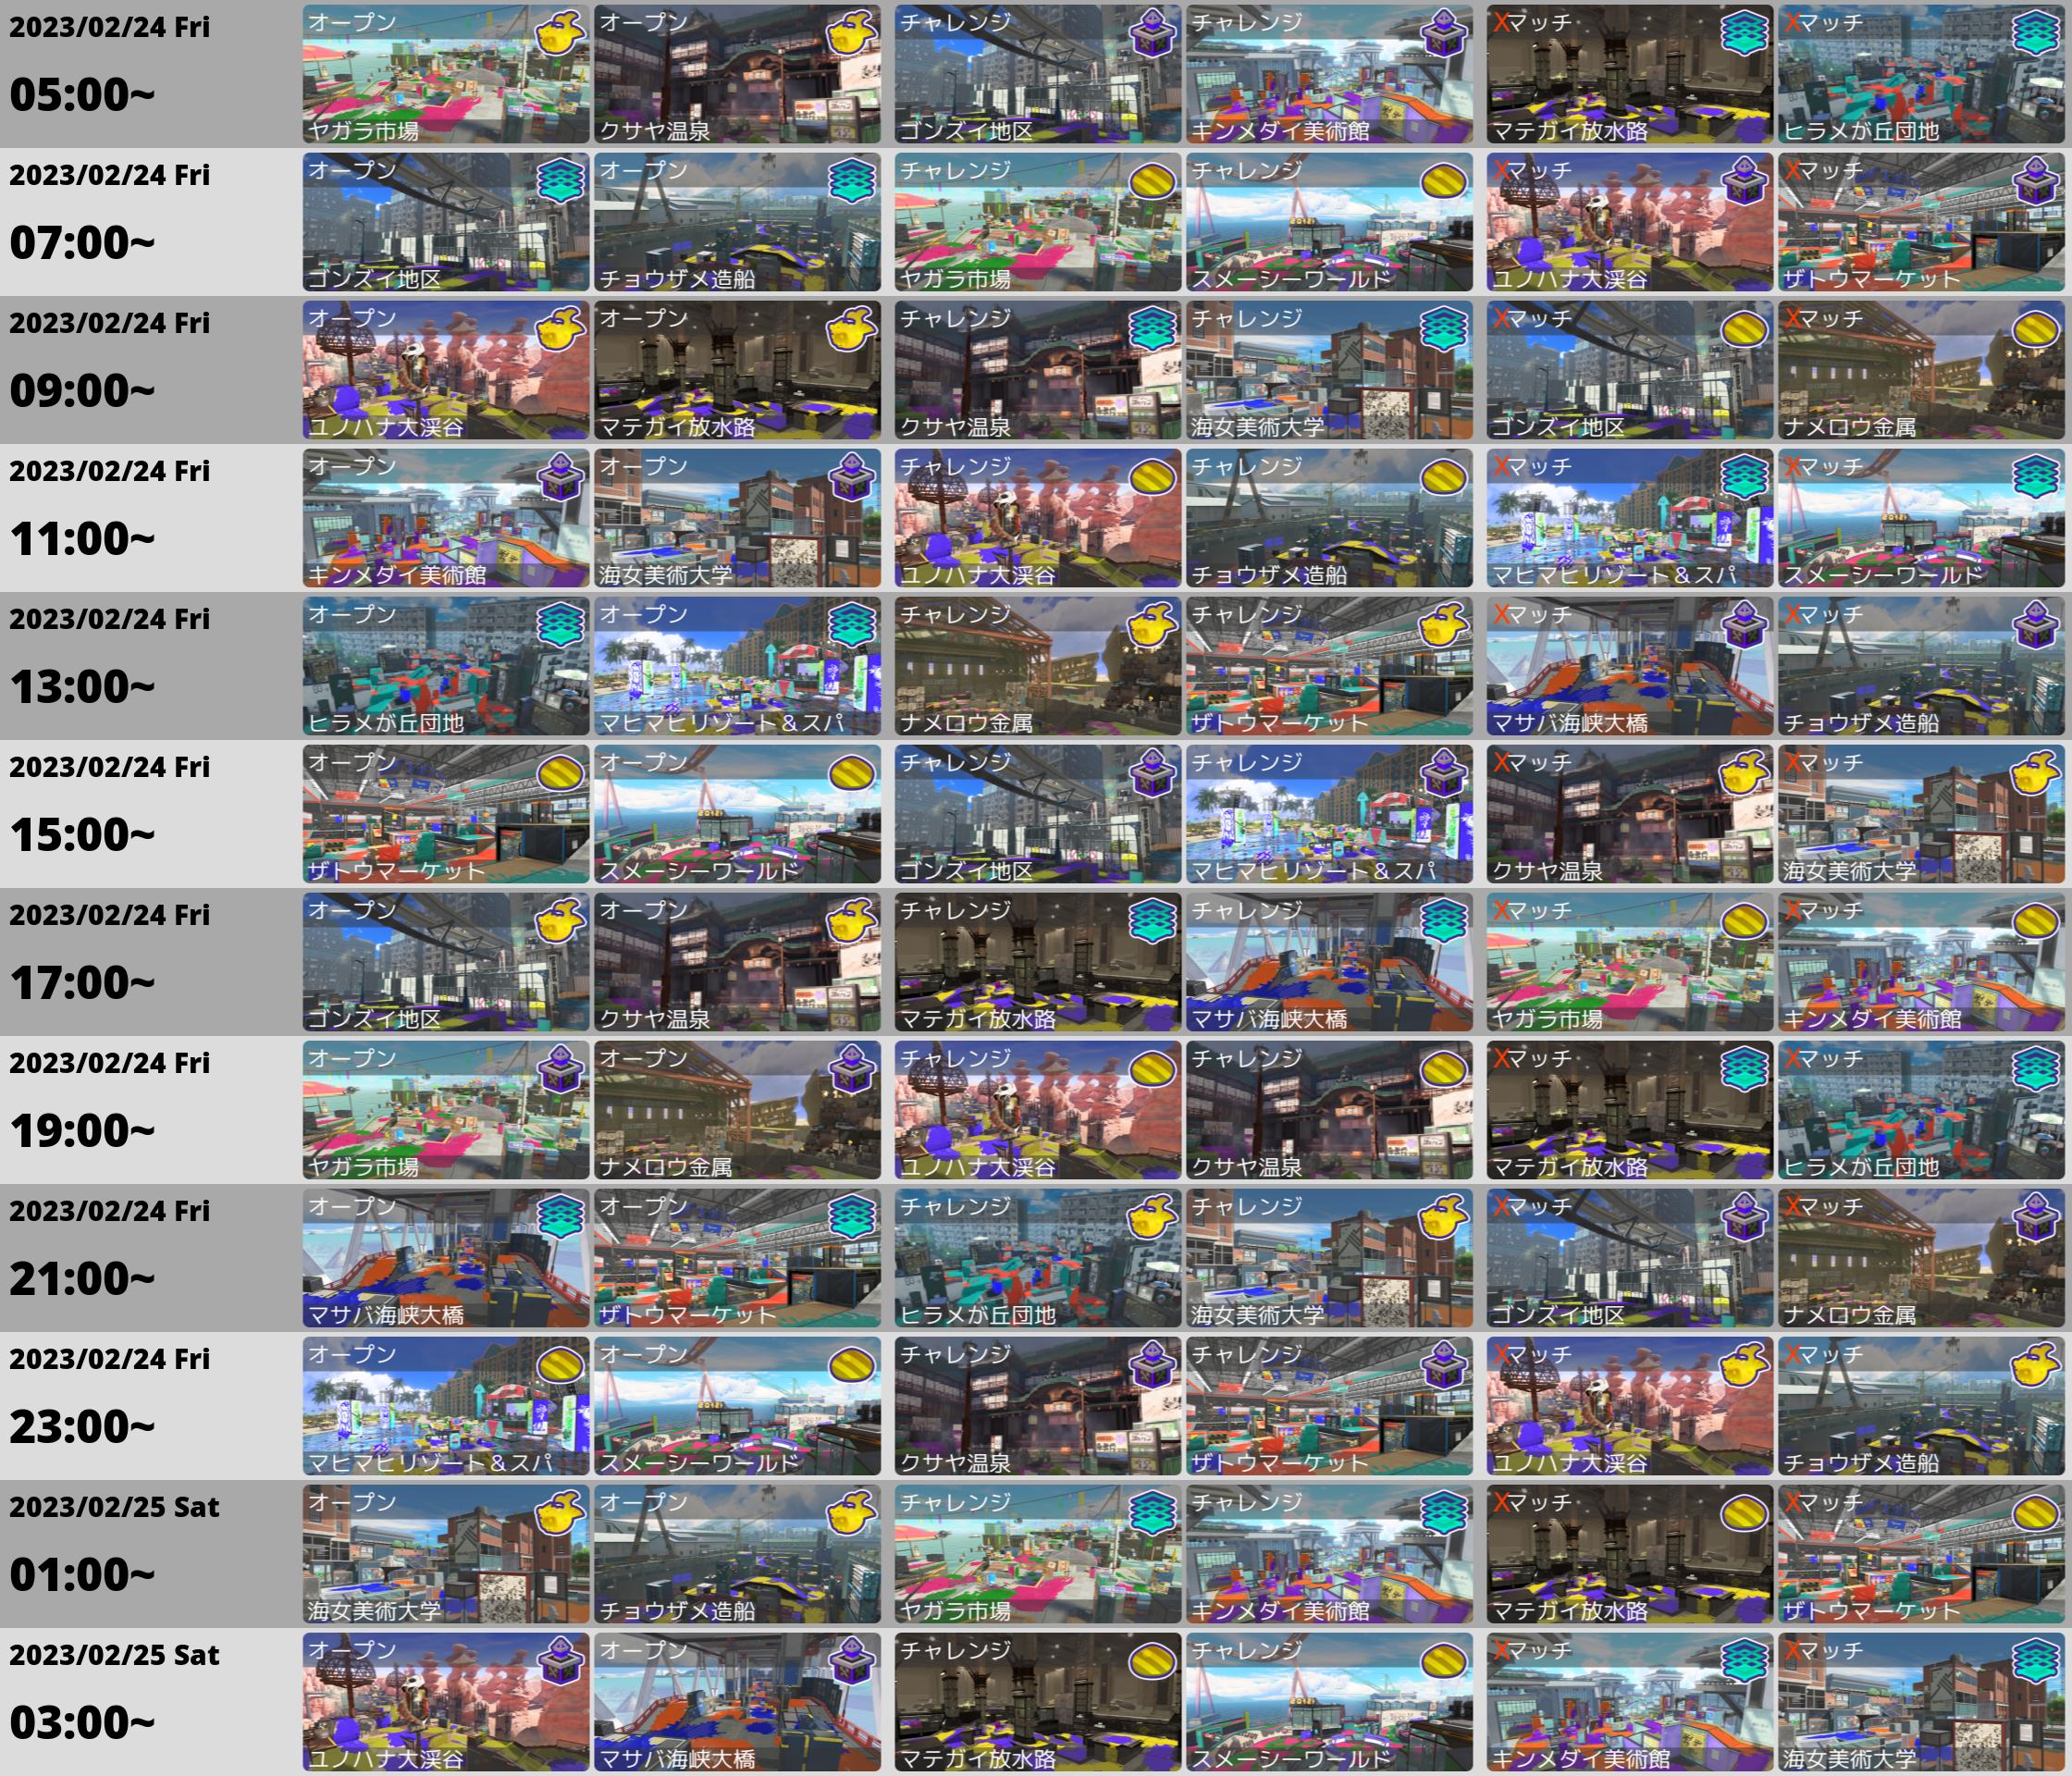 2023/02/24 Fri
05:00~
オープン オープン チャレンジ チャレンジ Xマッチ Xマッチ
ヤガラ市場 クサヤ温泉 ゴンズイ地区 キンメダイ美術館 マテガイ放水路 ヒラメが丘団地
2023/02/24 Fri
07:00~
オープン オープン チャレンジ チャレンジ Xマッチ Xマッチ
ゴンズイ地区 チョウザメ造船 ヤガラ市場 スメーシーワールド ユノハナ大渓谷 ザトウマーケット
2023/02/24 Fri
09:00~
オープン オープン チャレンジ チャレンジ Xマッチ Xマッチ
ユノハナ大渓谷 マテガイ放水路 クサヤ温泉 海女美術大学 ゴンズイ地区 ナメロウ金属
2023/02/24 Fri
11:00~
オープン オープン チャレンジ チャレンジ Xマッチ Xマッチ
キンメダイ美術館 海女美術大学 ユノハナ大渓谷 チョウザメ造船 マヒマヒリゾート＆スパ スメーシーワールド
2023/02/24 Fri
13:00~
オープン オープン チャレンジ チャレンジ Xマッチ Xマッチ
ヒラメが丘団地 マヒマヒリゾート＆スパ ナメロウ金属 ザトウマーケット マサバ海峡大橋 チョウザメ造船
2023/02/24 Fri
15:00~
オープン オープン チャレンジ チャレンジ Xマッチ Xマッチ
ザトウマーケット スメーシーワールド ゴンズイ地区 マヒマヒリゾート＆スパ クサヤ温泉 海女美術大学
2023/02/24 Fri
17:00~
オープン オープン チャレンジ チャレンジ Xマッチ Xマッチ
ゴンズイ地区 クサヤ温泉 マテガイ放水路 マサバ海峡大橋 ヤガラ市場 キンメダイ美術館
2023/02/24 Fri
19:00~
オープン オープン チャレンジ チャレンジ Xマッチ Xマッチ
ヤガラ市場 ナメロウ金属 ユノハナ大渓谷 クサヤ温泉 マテガイ放水路 ヒラメが丘団地
2023/02/24 Fri
21:00~
オープン オープン チャレンジ チャレンジ Xマッチ Xマッチ
マサバ海峡大橋 ザトウマーケット ヒラメが丘団地 海女美術大学 ゴンズイ地区 ナメロウ金属
2023/02/24 Fri
23:00~
オープン オープン チャレンジ チャレンジ Xマッチ Xマッチ
マヒマヒリゾート＆スパ スメーシーワールド クサヤ温泉 ザトウマーケット ユノハナ大渓谷 チョウザメ造船
2023/02/25 Sat
01:00~
オープン オープン チャレンジ チャレンジ Xマッチ Xマッチ
海女美術大学 チョウザメ造船 ヤガラ市場 キンメダイ美術館 マテガイ放水路 ザトウマーケット
2023/02/25 Sat
03:00~
オープン オープン チャレンジ チャレンジ Xマッチ Xマッチ
ユノハナ大渓谷 マサバ海峡大橋 マテガイ放水路 スメーシーワールド キンメダイ美術館 海女美術大学